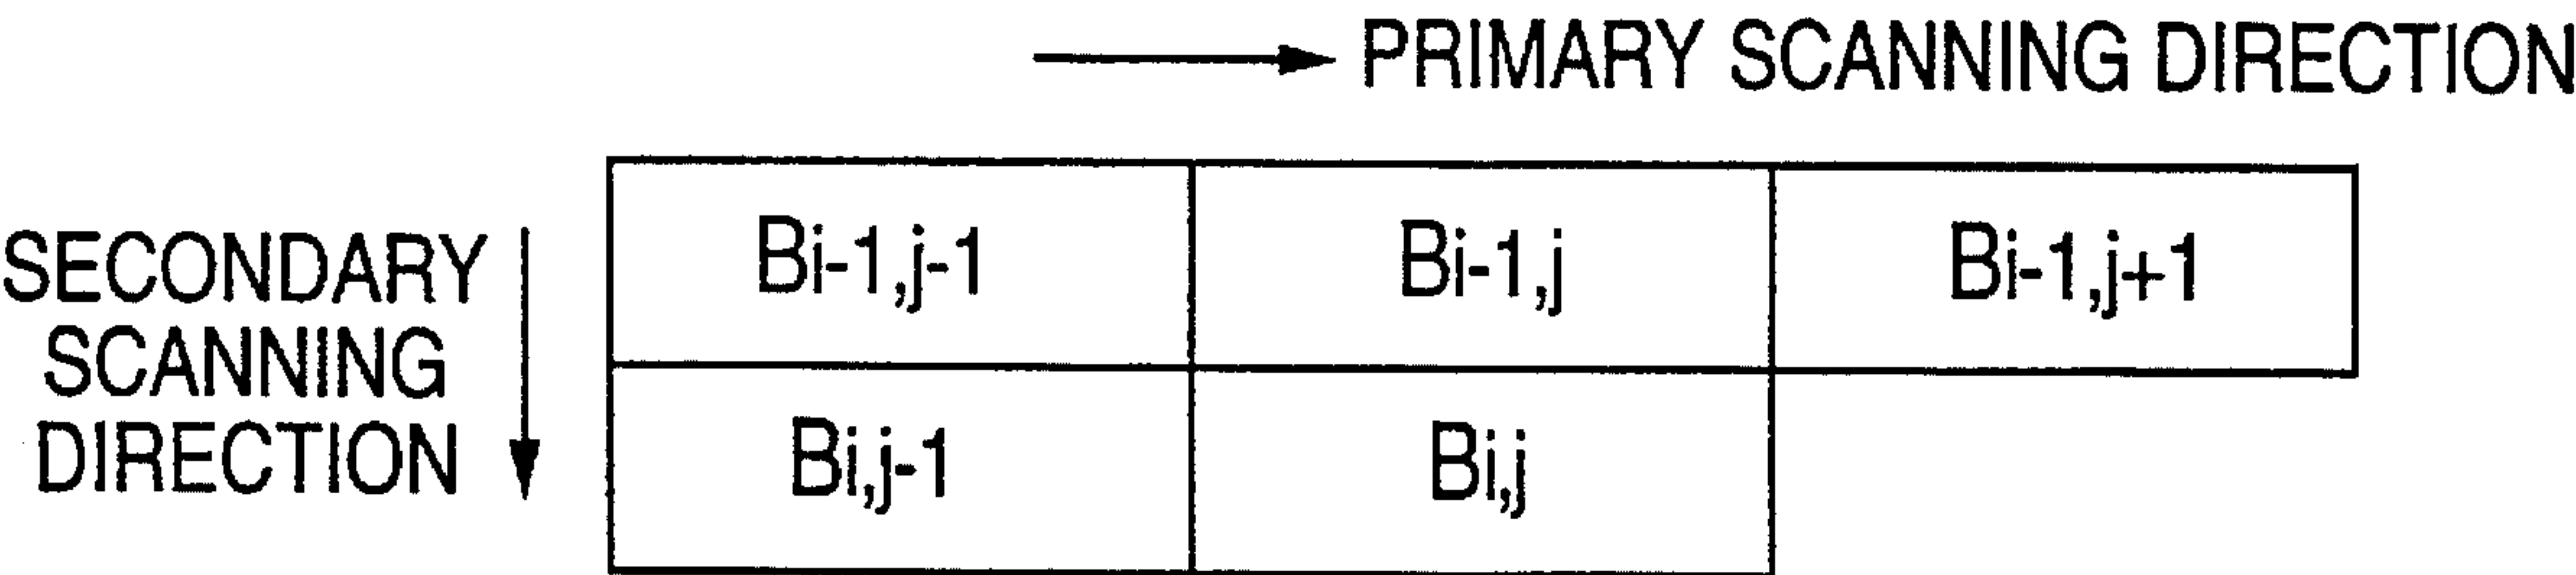 PRIMARY SCANNING DIRECTION
SECONDARY
SCANNING
DIRECTION
Bi-1,j-1 Bi-1,j Bi-1,j+1
Bi,j-1 Bi,j